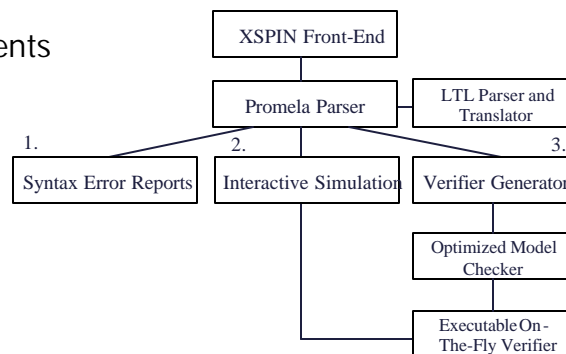 XSPIN Front-End
Promela Parser
LTL Parser and
Translator
1.
2.
3.
Syntax Error Reports
Interactive Simulation
Verifier Generator
Optimized Model
Checker
Executable On-
The-Fly Verifier